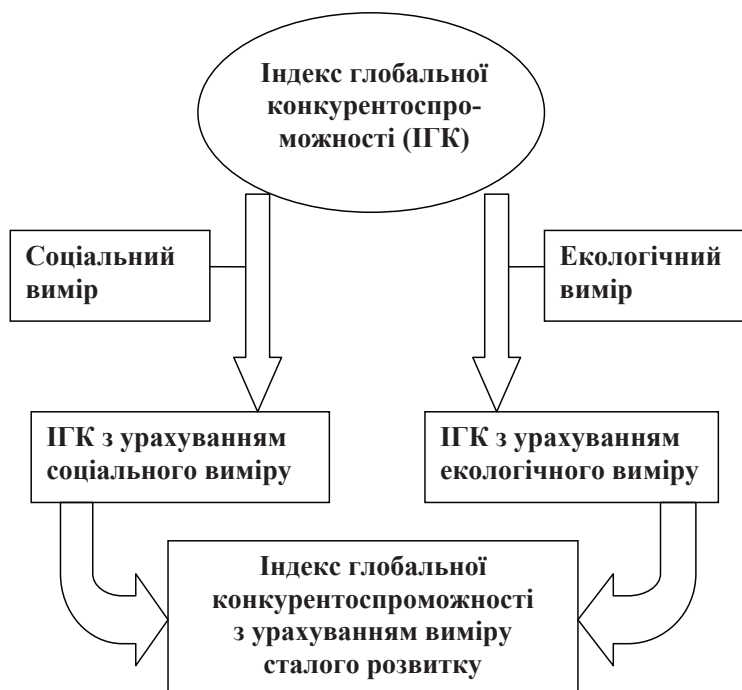 Індекс глобальної
конкурентоспро-
можності (ІГК)
Соціальний
вимір
Екологічний
вимір
ІГК з урахуванням
соціального виміру
ІГК з урахуванням
екологічного виміру
Індекс глобальної
конкурентоспроможності
з урахуванням виміру
сталого розвитку